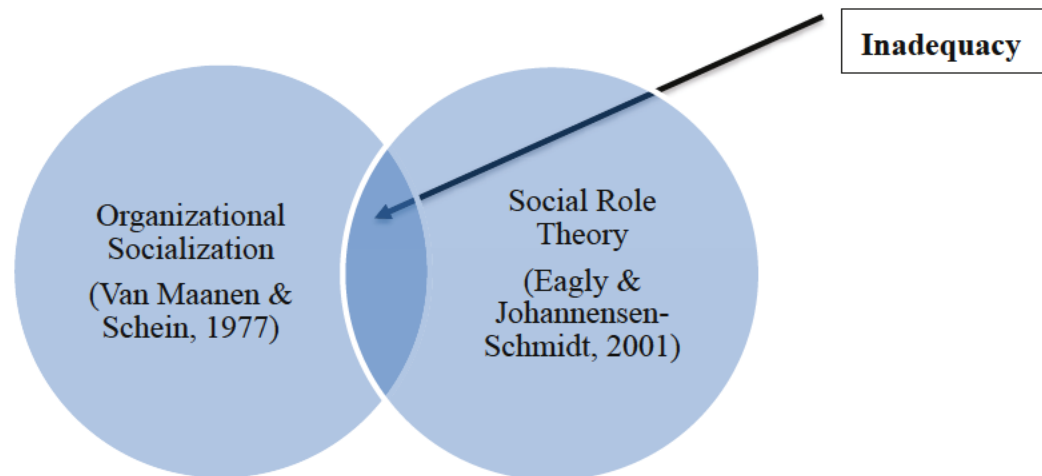 Inadequacy
Organizational
Socialization
(Van Maanen &
Schein, 1977)
Social Role
Theory
(Eagly &
Johannensen-
Schmidt, 2001)